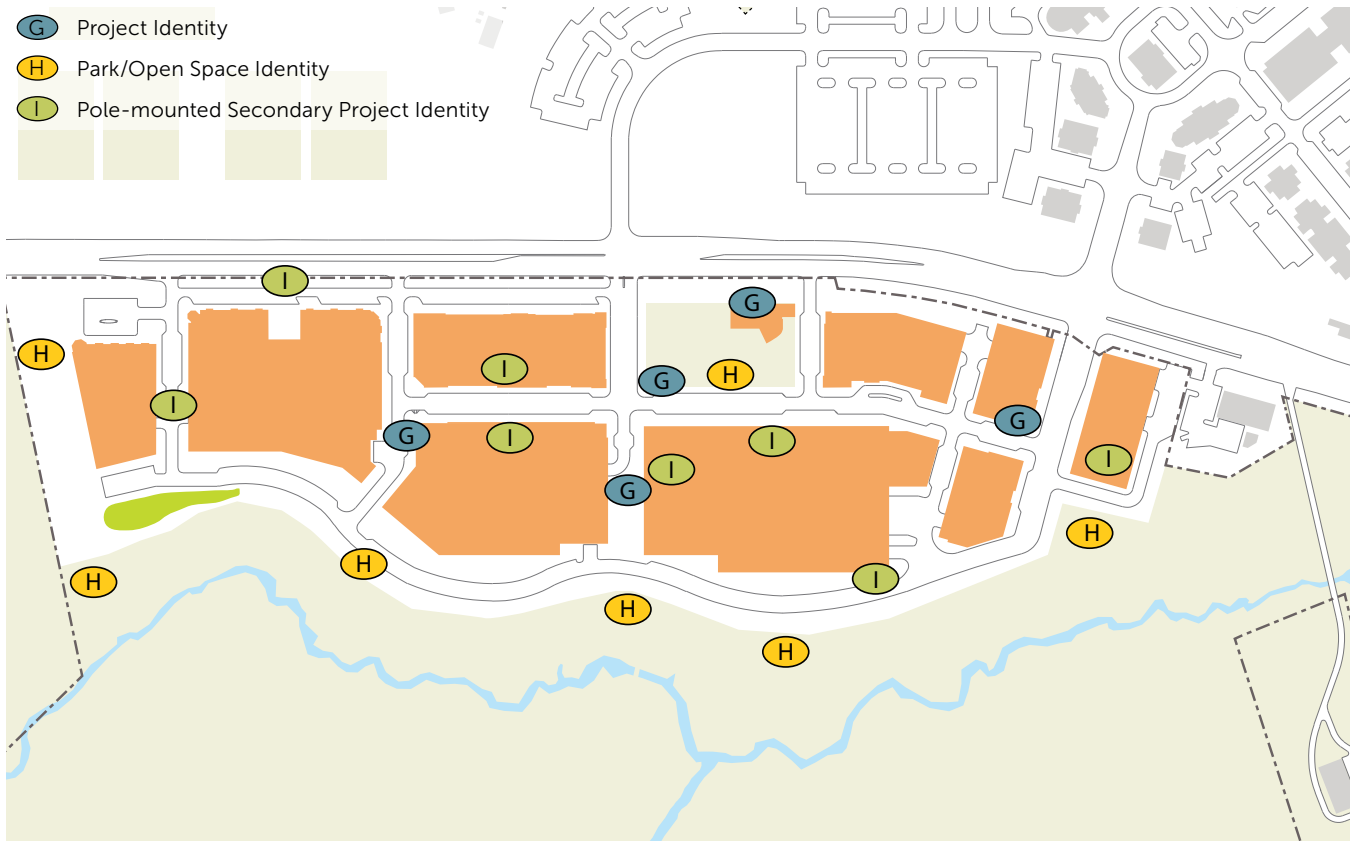 G Project Identity
H Park/Open Space Identity
I Pole-mounted Secondary Project Identity
I
G
H
I
H
G
I
G
G
I
I
I
I
G
H
H
I
H
H
H